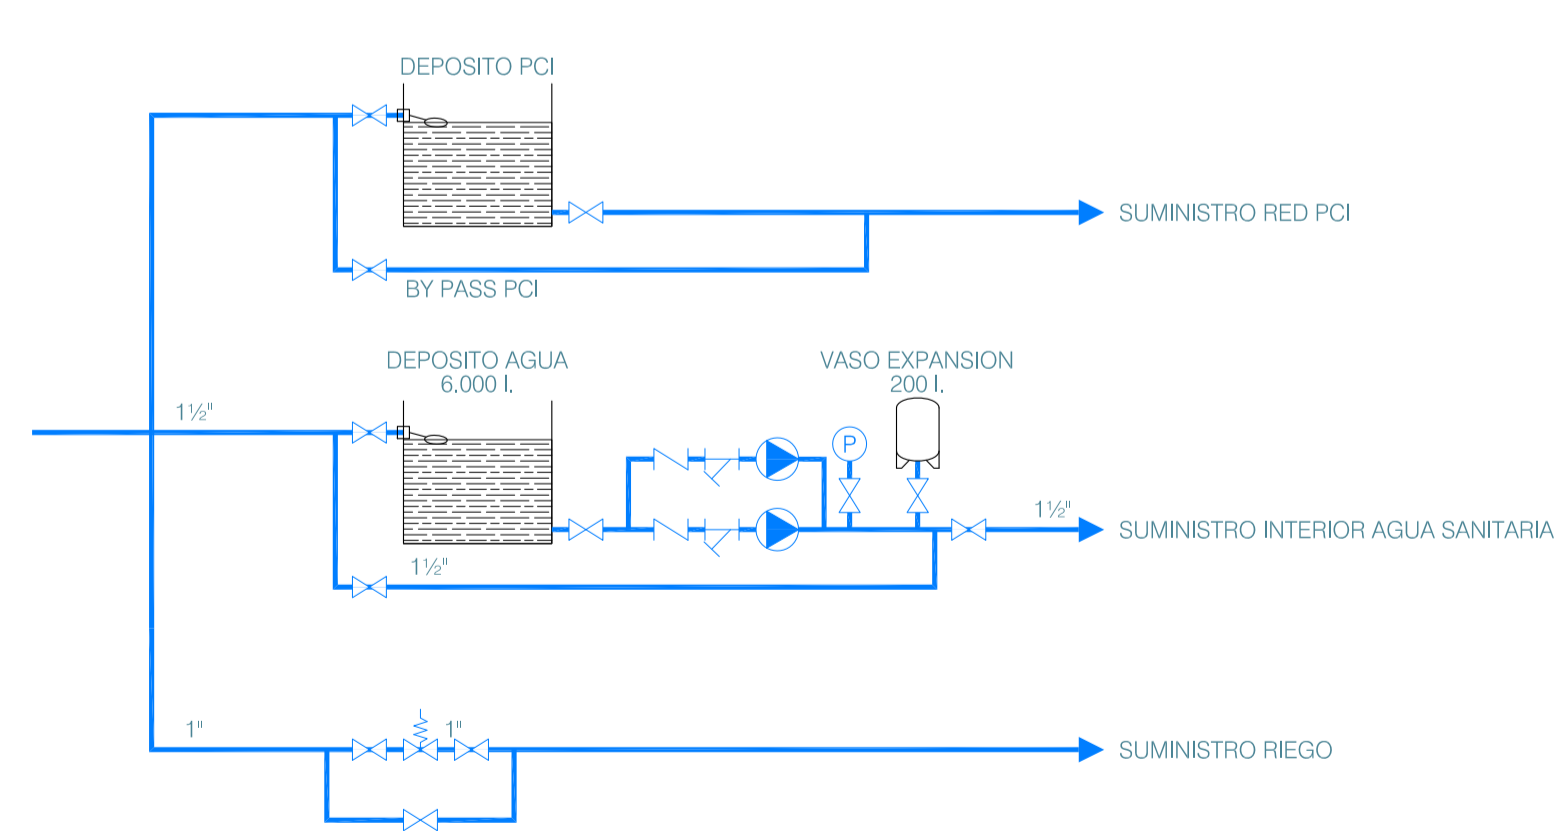 DEPOSITO PCI
SUMINISTRO RED PCI
BY PASS PCI
DEPOSITO AGUA
6.000 l.
VASO EXPANSION
200 l.
1½"
P
1½"
SUMINISTRO INTERIOR AGUA SANITARIA
1½"
1"
1"
SUMINISTRO RIEGO